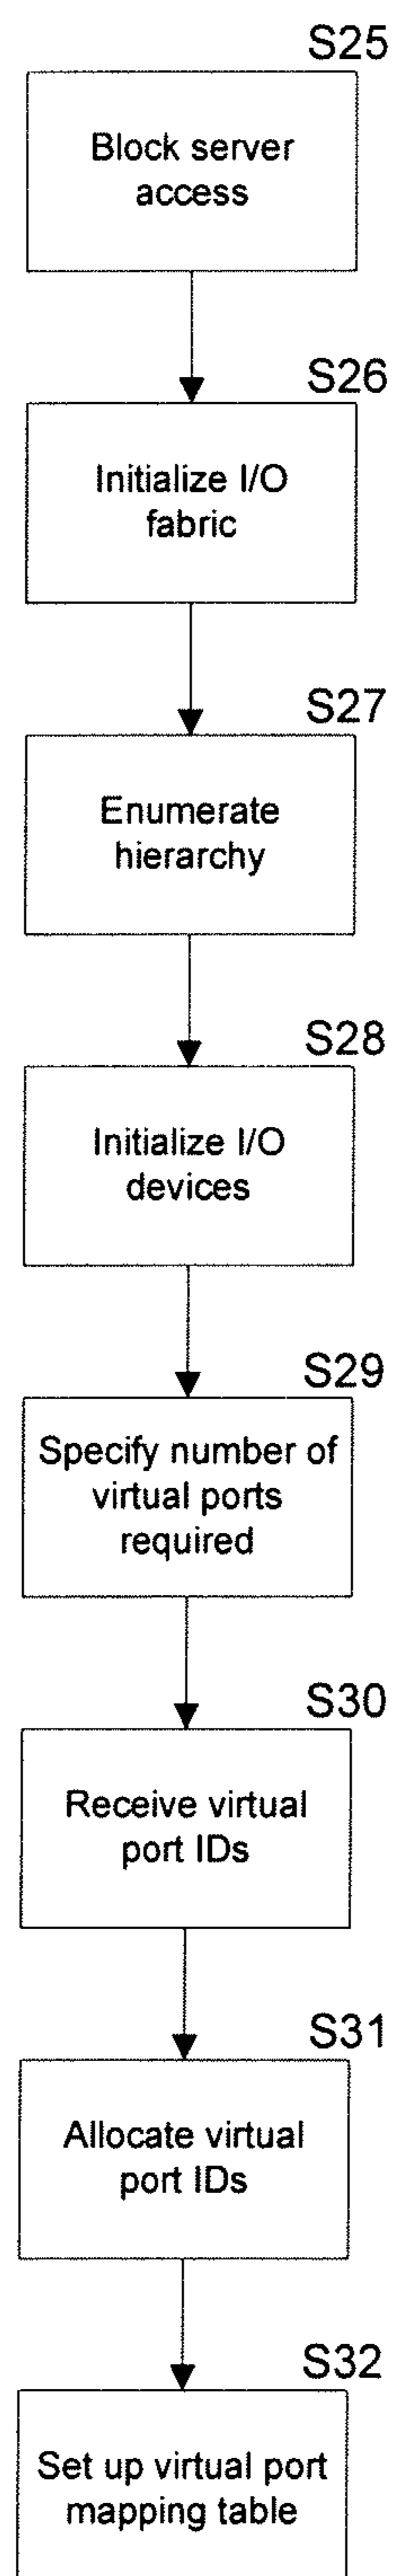 S25
Block server
access
S26
Initialize I/O
fabric
S27
Enumerate
hierarchy
S28
Initialize I/O
devices
S29
Specify number of
virtual ports
required
S30
Receive virtual
port IDs
S31
Allocate virtual
port IDs
S32
Set up virtual port
mapping table